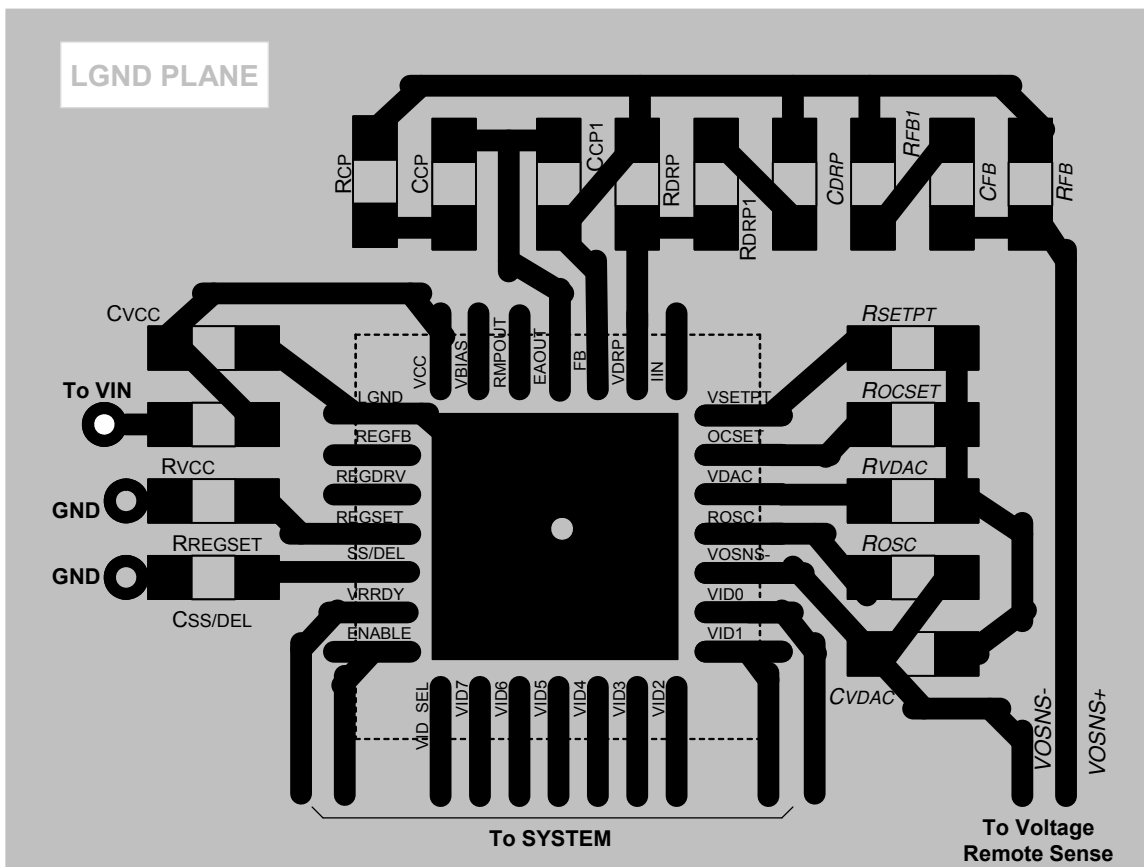 LGND PLANE
RCP
CCP
CCP1
RDRP
RDRP1
CDRP
RFB1
CFB
RFB
CVCC
To VIN
RVCC
GND
RREGSET
GND
CSS/DEL
VCC
VBIAS
RMPOUT
EAOUT
FB
VDRP
IIN
LGND
REGFB
REGDRV
REGSET
SS/DEL
VRRDY
ENABLE
VSETPT
OCSET
VDAC
ROSC
VOSNS-
VID0
VID1
VID_SEL
VID7
VID6
VID5
VID4
VID3
VID2
RSETPT
ROCSET
RVDAC
ROSC
CVDAC
VOSNS-
VOSNS+
To SYSTEM
To Voltage
Remote Sense